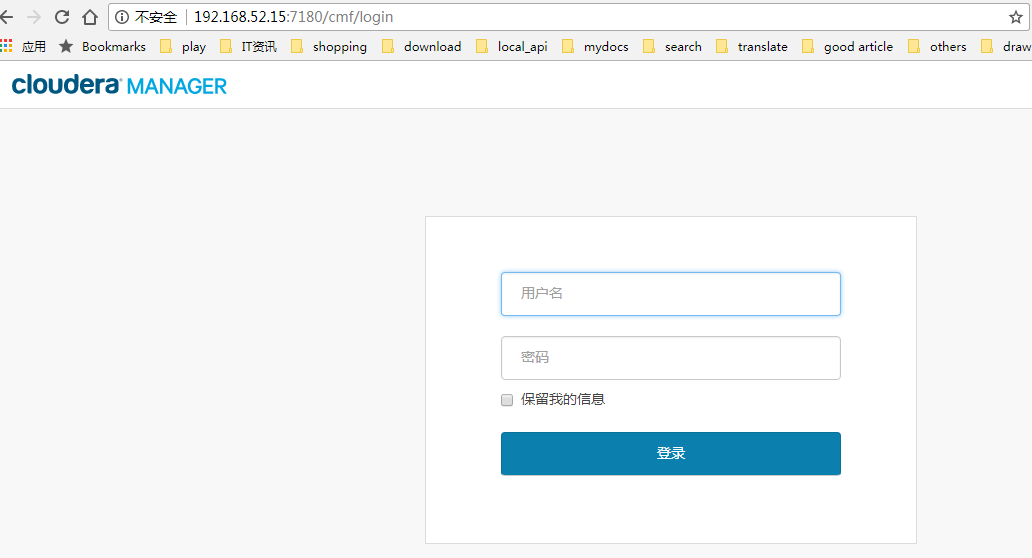 不安全 192.168.52.15:7180/cmf/login
应用 Bookmarks play IT资讯 shopping download local_api mydocs search translate good article others draw
cloudera MANAGER
用户名
密码
保留我的信息
登录